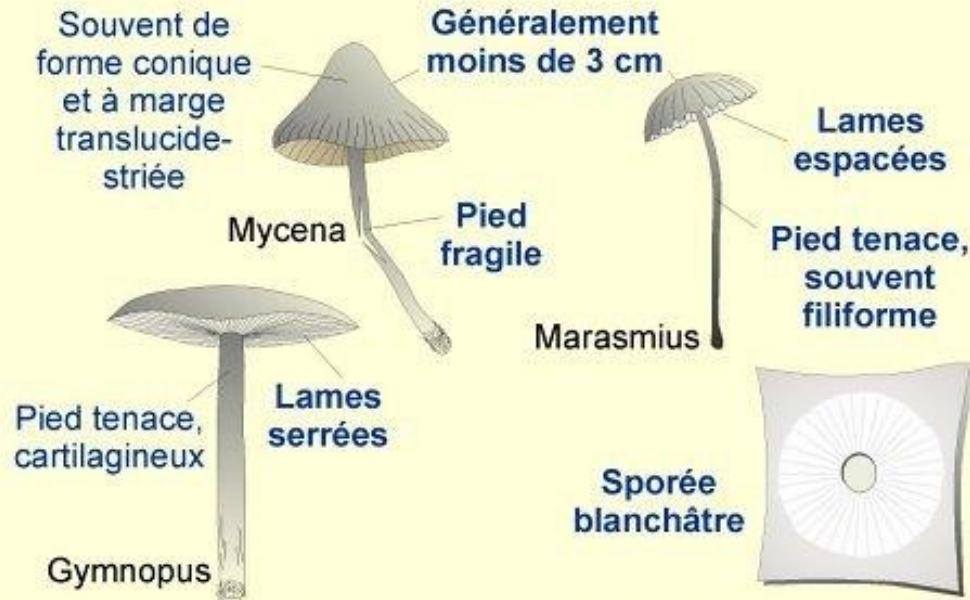 Souvent de
forme conique
et à marge
translucide-
striée
Généralement
moins de 3 cm
Lames
espacées
Mycena
Pied
fragile
Pied tenace,
souvent
filiforme
Marasmius
Pied tenace,
cartilagineux
Lames
serrées
Gymnopus
Sporée
blanchâtre